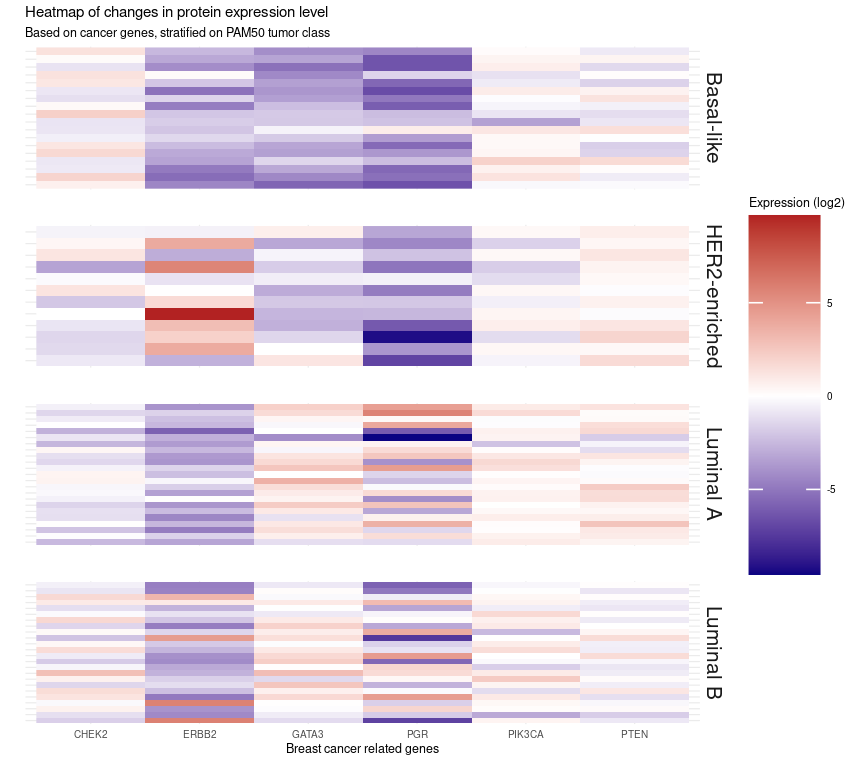 Heatmap of changes in protein expression level
Based on cancer genes, stratified on PAM50 tumor class
Basal-like
HER2-enriched
Luminal A
Luminal B
Expression (log2)
5
0
-5
CHEK2 ERBB2 GATA3 PGR PIK3CA PTEN
Breast cancer related genes